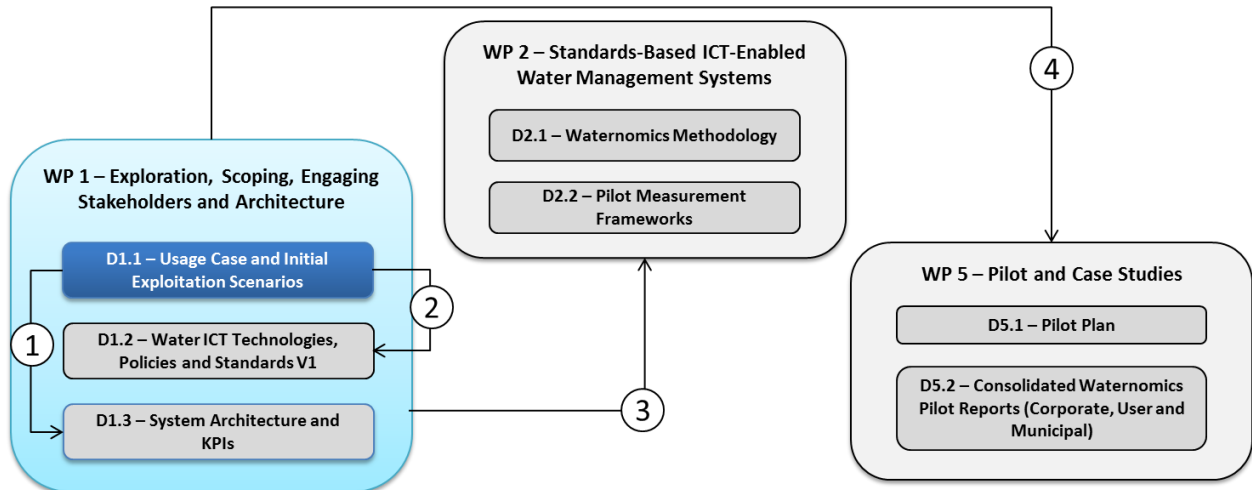 WP 1 – Exploration, Scoping, Engaging
Stakeholders and Architecture
D1.1 – Usage Case and Initial
Exploitation Scenarios
D1.2 – Water ICT Technologies,
Policies and Standards V1
D1.3 – System Architecture and
KPIs
1
2
3
WP 2 – Standards-Based ICT-Enabled
Water Management Systems
D2.1 – Waternomics Methodology
D2.2 – Pilot Measurement
Frameworks
4
WP 5 – Pilot and Case Studies
D5.1 – Pilot Plan
D5.2 – Consolidated Waternomics
Pilot Reports (Corporate, User and
Municipal)